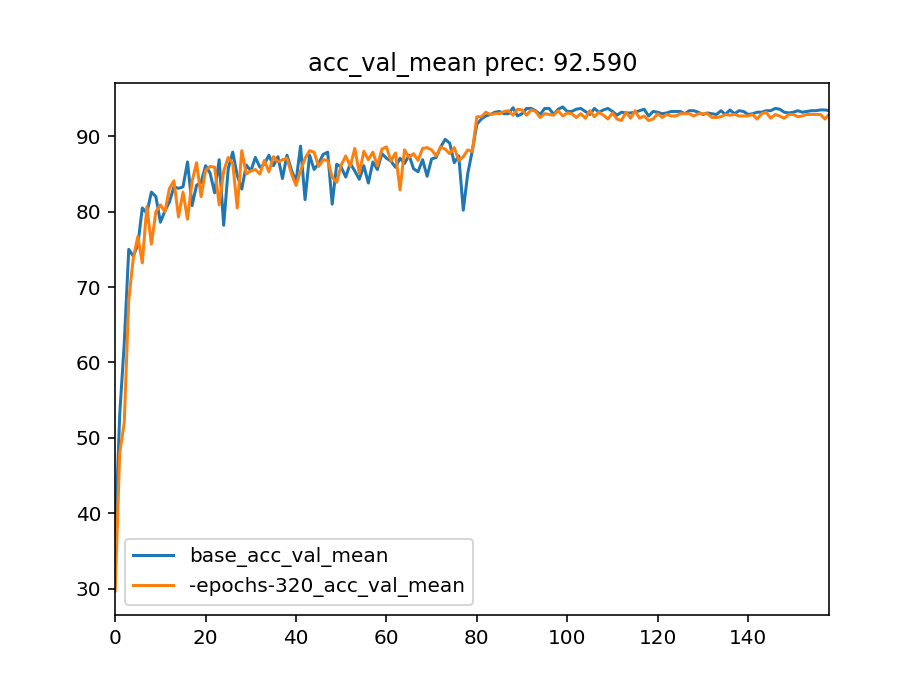 acc_val_mean prec: 92.590
90
80
70
60
50
40
30
base_acc_val_mean
-epochs-320_acc_val_mean
0 20 40 60 80 100 120 140